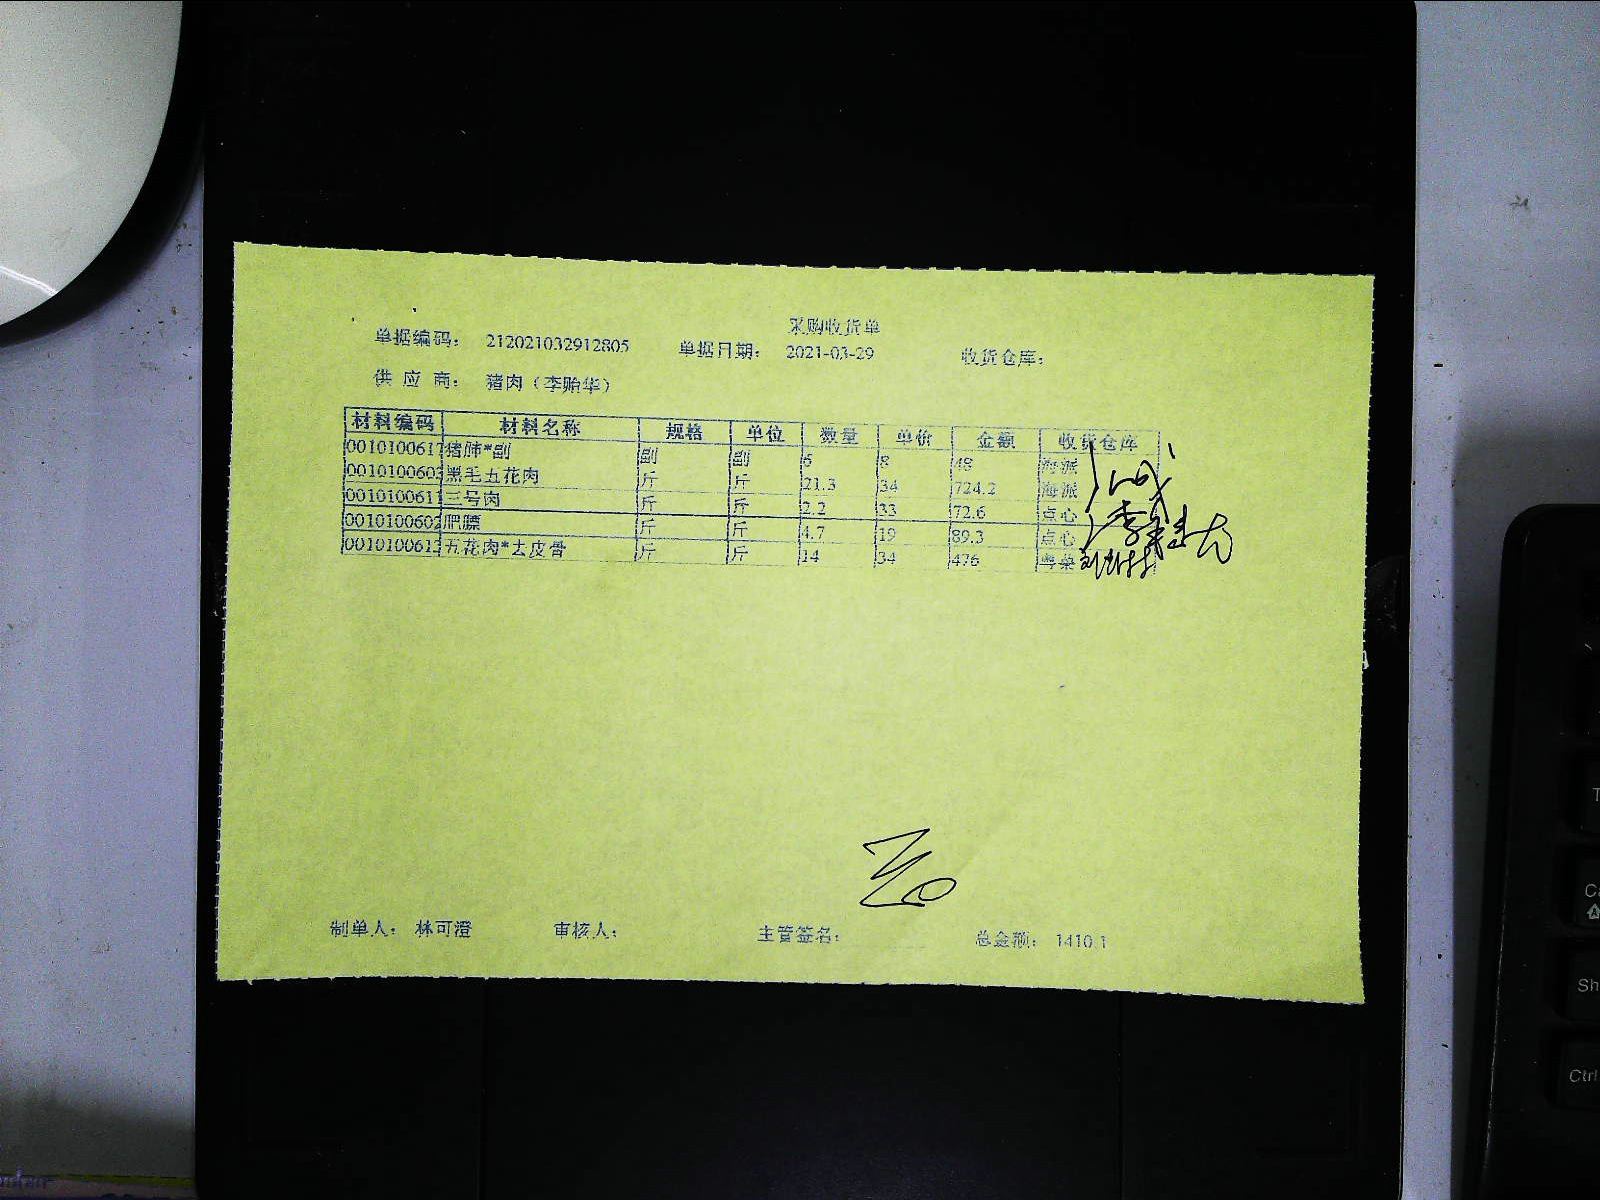 采购收货单
单据编码： 212021032912805 单据日期： 2021-03-29 收货仓库：
供 应 商： 猪肉（李贻华）
材料编码 材料名称 规格 单位 数量 单价 金额 收货仓库
0010100617 猪肺*副 副 副 6 8 48 海派
0010100603 黑毛五花肉 斤 斤 21.3 34 724.2 海派
0010100611 三号肉 斤 斤 2.2 33 72.6 点心
0010100602 肥膘 斤 斤 4.7 19 89.3 点心
0010100612 五花肉*去皮骨 斤 斤 14 34 476 粤菜
制单人： 林可澄 审核人： 主管签名： 总金额： 1410.1